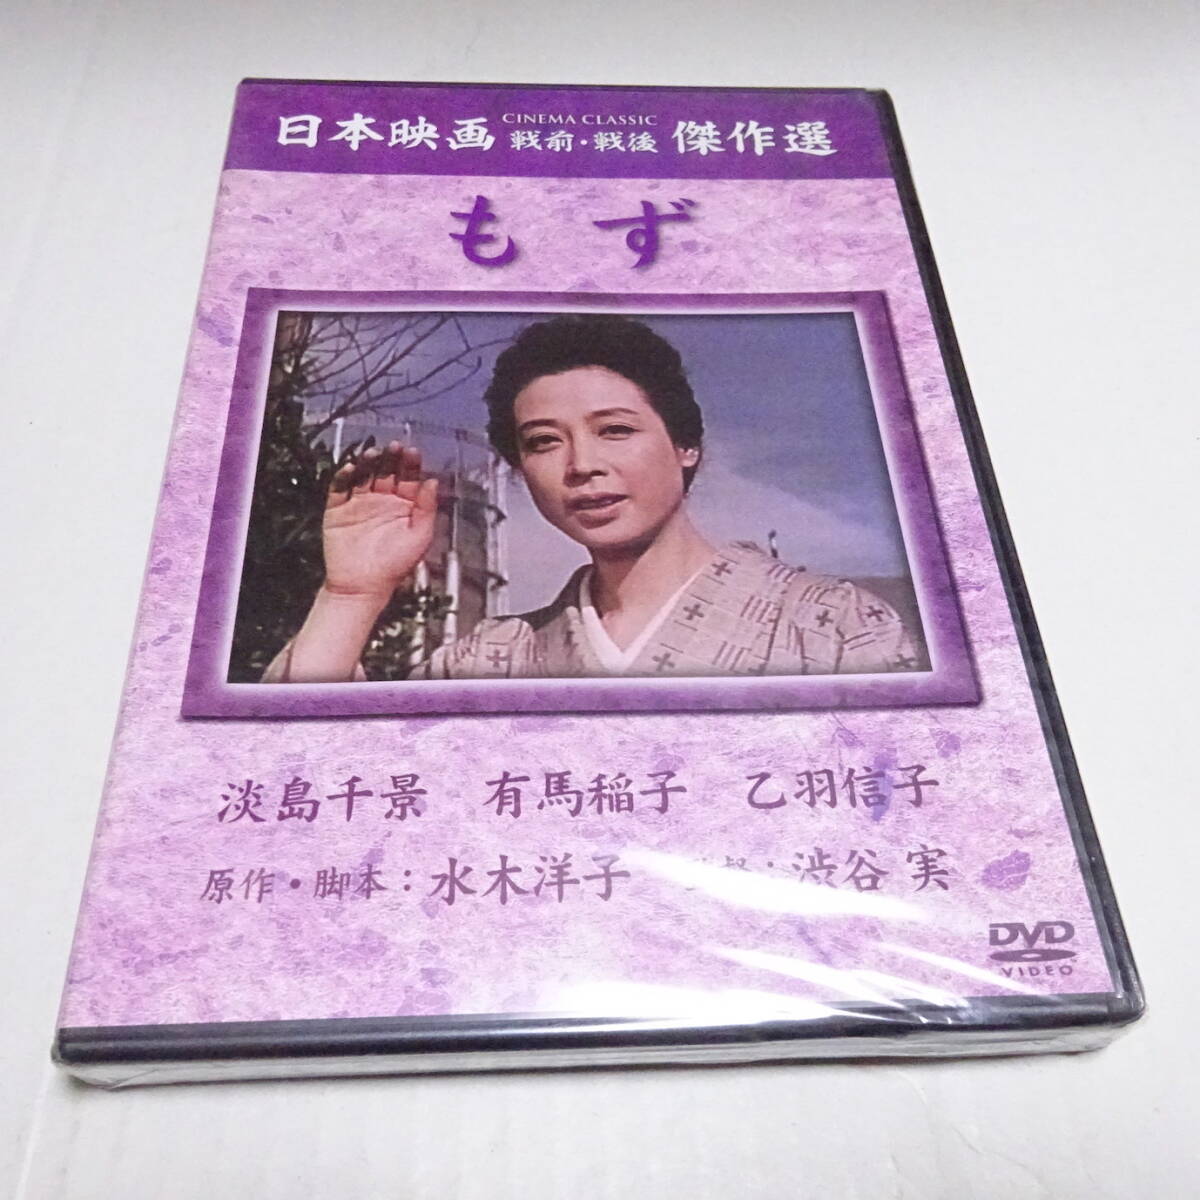 CINEMA CLASSIC
日本映画 戦前・戦後 傑作選
もず
淡島千景 有馬稲子 乙羽信子
原作・脚本：水木洋子 監督：渋谷 実
DVD
VIDEO